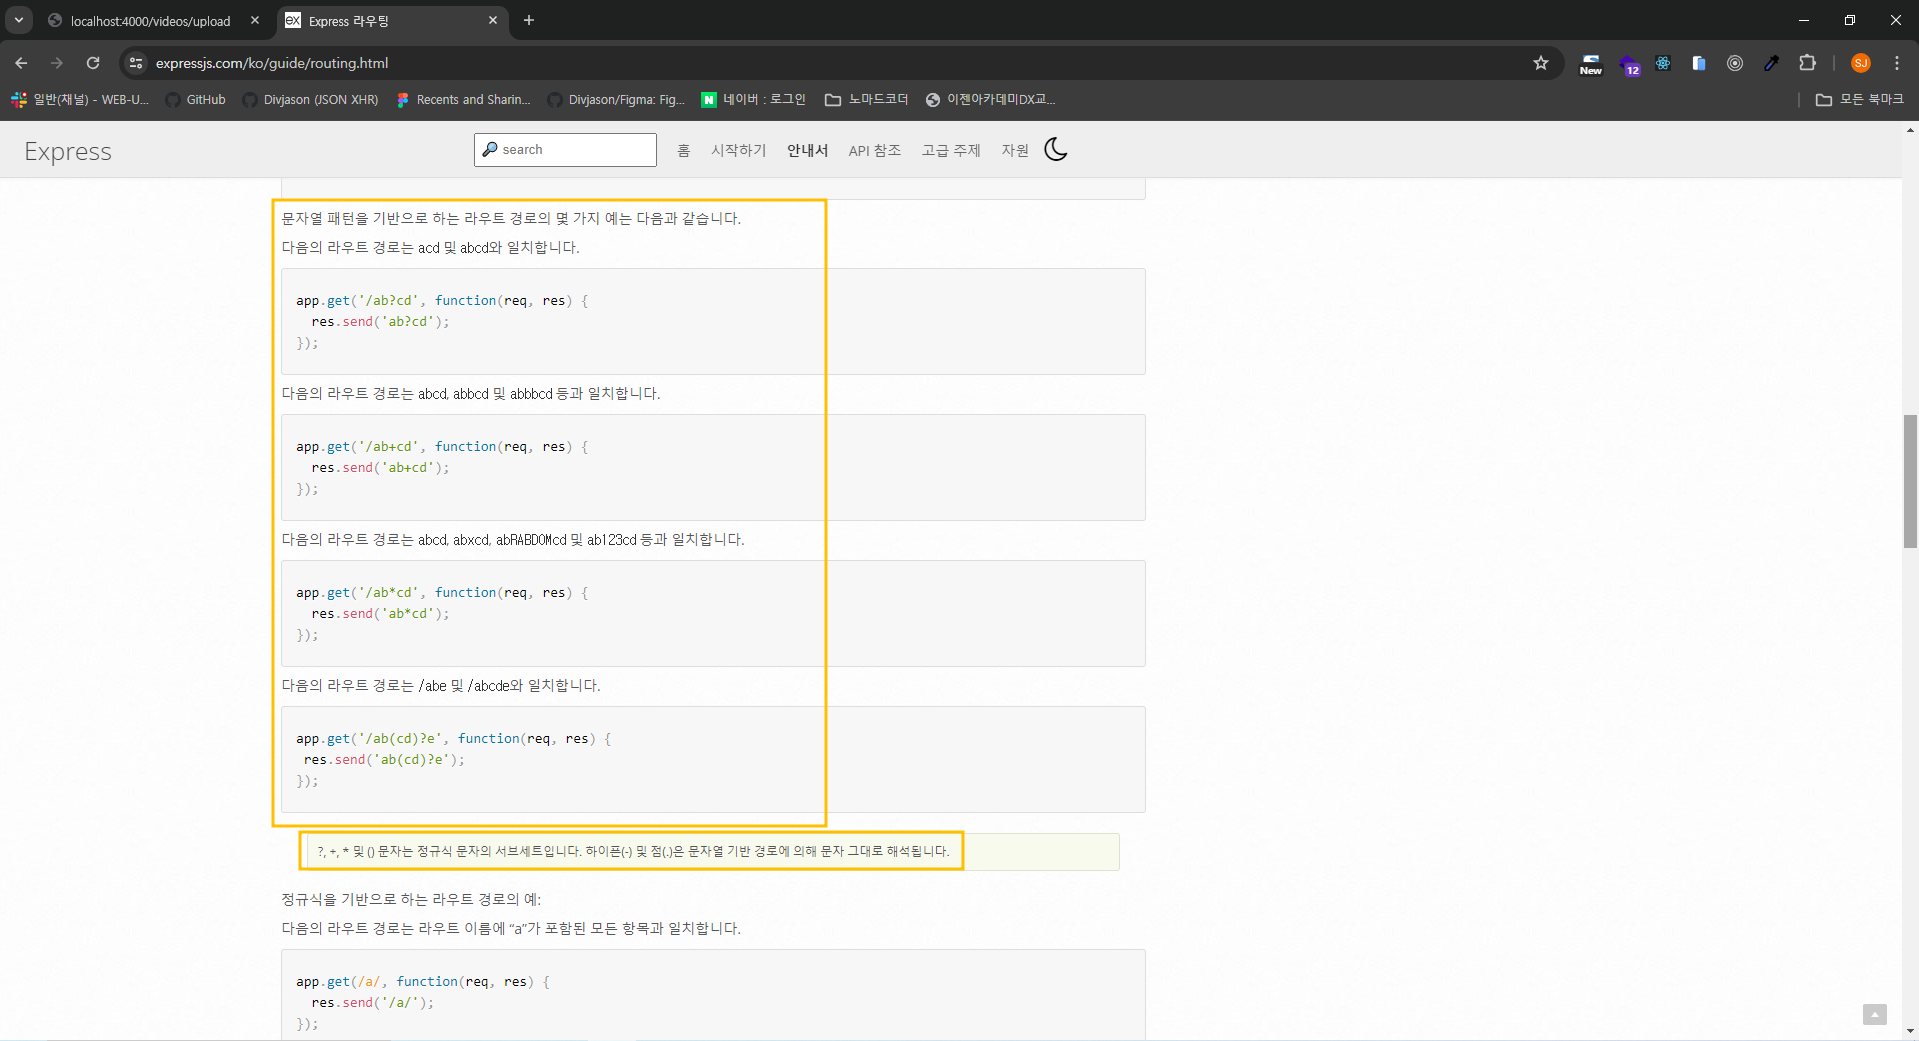 localhost:4000/videos/upload
Express 라우팅
expressjs.com/ko/guide/routing.html
New
12
SJ
일반(채널) - WEB-U...
GitHub
Divjason (JSON XHR)
Recents and Sharin...
Divjason/Figma: Fig...
네이버 : 로그인
노마드코더
이젠아카데미DX교...
모든 북마크
Express
search
홈
시작하기
안내서
API 참조
고급 주제
자원
문자열 패턴을 기반으로 하는 라우트 경로의 몇 가지 예는 다음과 같습니다.
다음의 라우트 경로는 acd 및 abcd와 일치합니다.
app.get('/ab?cd', function(req, res) {
res.send('ab?cd');
});
다음의 라우트 경로는 abcd, abbcd 및 abbbcd 등과 일치합니다.
app.get('/ab+cd', function(req, res) {
res.send('ab+cd');
});
다음의 라우트 경로는 abcd, abxcd, abRABDOMcd 및 ab123cd 등과 일치합니다.
app.get('/ab*cd', function(req, res) {
res.send('ab*cd');
});
다음의 라우트 경로는 /abe 및 /abcde와 일치합니다.
app.get('/ab(cd)?e', function(req, res) {
res.send('ab(cd)?e');
});
?, +, * 및 () 문자는 정규식 문자의 서브세트입니다. 하이픈(-) 및 점(.)은 문자열 기반 경로에 의해 문자 그대로 해석됩니다.
정규식을 기반으로 하는 라우트 경로의 예:
다음의 라우트 경로는 라우트 이름에 “a”가 포함된 모든 항목과 일치합니다.
app.get(/a/, function(req, res) {
res.send('/a/');
});